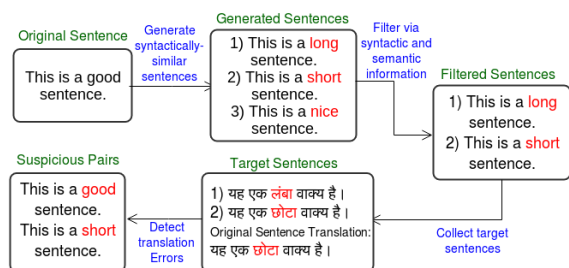 Original Sentence
This is a good
sentence.
Generate
syntactically-
similar
sentences
Generated Sentences
1) This is a long
sentence.
2) This is a short
sentence.
3) This is a nice
sentence.
Filter via
syntactic and
semantic
information
Filtered Sentences
1) This is a long
sentence.
2) This is a short
sentence.
Collect target
sentences
Target Sentences
1) यह एक लंबा वाक्य है।
2) यह एक छोटा वाक्य है।
Original Sentence Translation:
यह एक छोटा वाक्य है।
Detect
translation
Errors
Suspicious Pairs
This is a good
sentence.
This is a short
sentence.